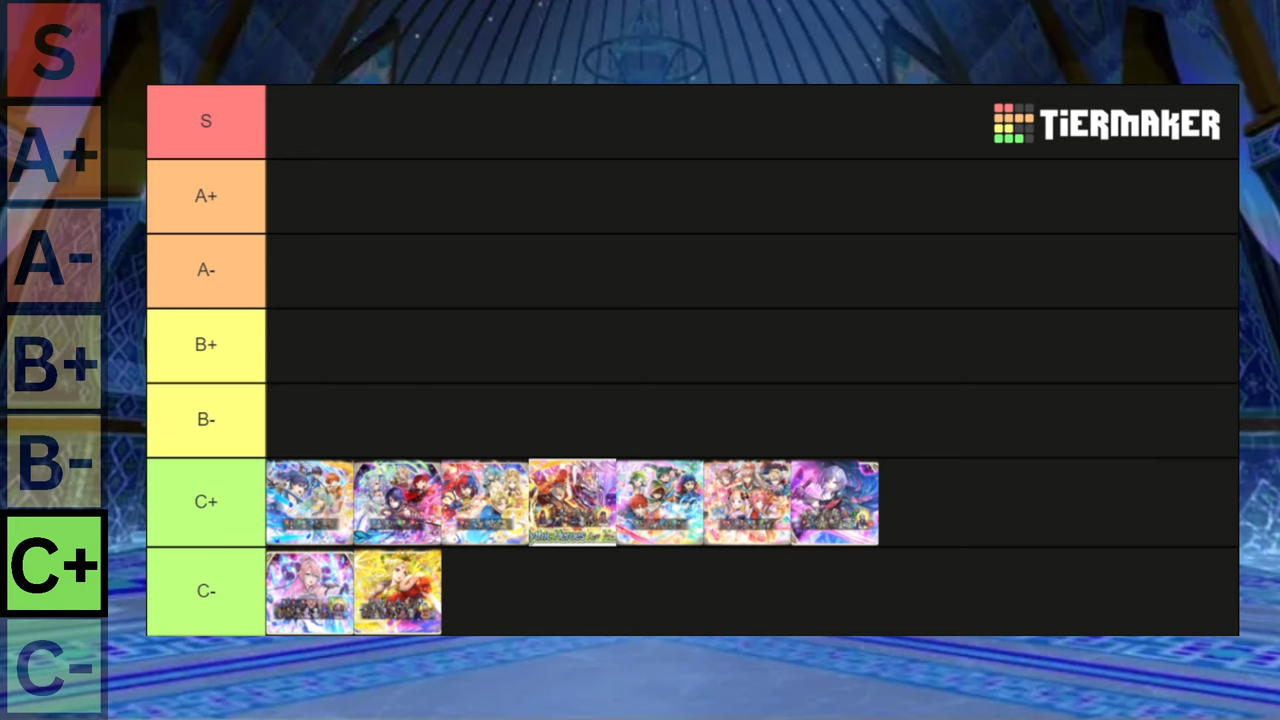 S
A+
A-
B+
B-
C+
C-
S
TiERMAKER
A+
A-
B+
B-
C+
C-